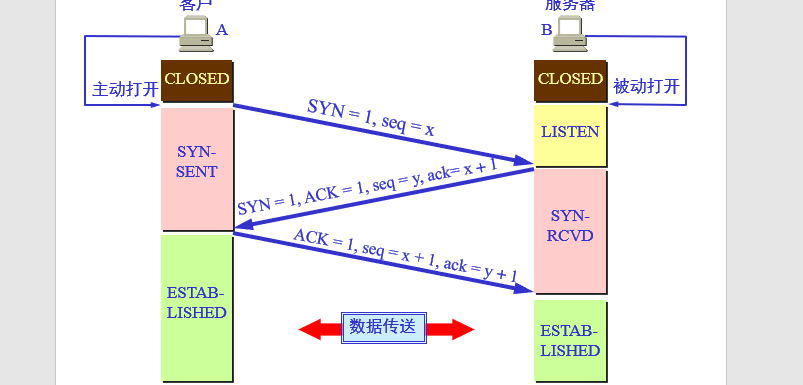 客户
服务器
A
B
CLOSED
CLOSED
主动打开
被动打开
SYN = 1, seq = x
LISTEN
SYN-
SENT
SYN = 1, ACK = 1, seq = y, ack= x + 1
SYN-
RCVD
ACK = 1, seq = x + 1, ack = y + 1
ESTAB-
LISHED
数据传送
ESTAB-
LISHED